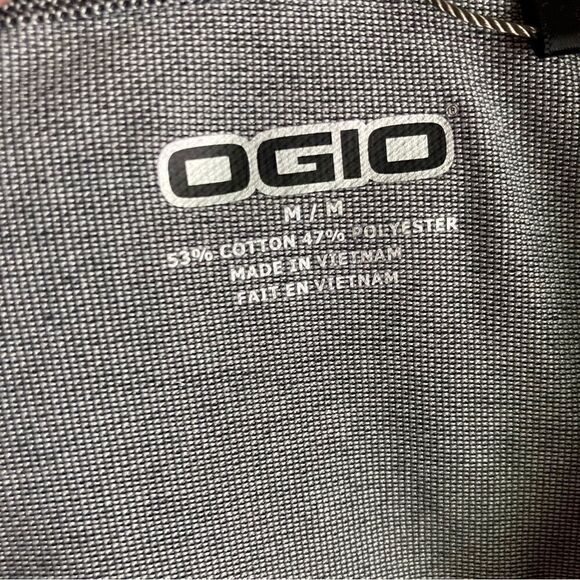 OGIO®
M / M
53% COTTON 47% POLYESTER
MADE IN VIETNAM
FAIT EN VIETNAM